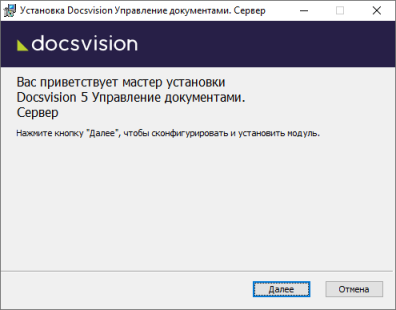 Установка Docsvision Управление документами. Сервер
docsvision
Вас приветствует мастер установки
Docsvision 5 Управление документами.
Сервер
Нажмите кнопку "Далее", чтобы сконфигурировать и установить модуль.
Далее
Отмена